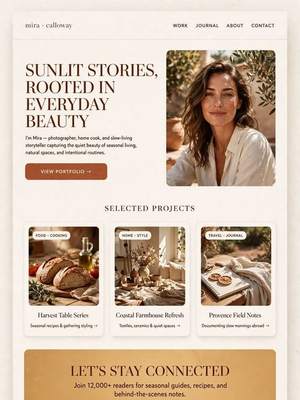 mira · calloway
WORK JOURNAL ABOUT CONTACT
SUNLIT STORIES,
ROOTED IN
EVERYDAY
BEAUTY
I'm Mira — photographer, home cook, and slow-living
storyteller capturing the quiet beauty of seasonal living,
natural spaces, and intentional routines.
VIEW PORTFOLIO →
SELECTED PROJECTS
FOOD · COOKING
HOME · STYLE
TRAVEL · JOURNAL
Harvest Table Series
Seasonal recipes & gathering styling →
Coastal Farmhouse Refresh
Textiles, ceramics & quiet spaces →
Provence Field Notes
Documenting slow mornings abroad →
LET'S STAY CONNECTED
Join 12,000+ readers for seasonal guides, recipes, and
behind-the-scenes notes.